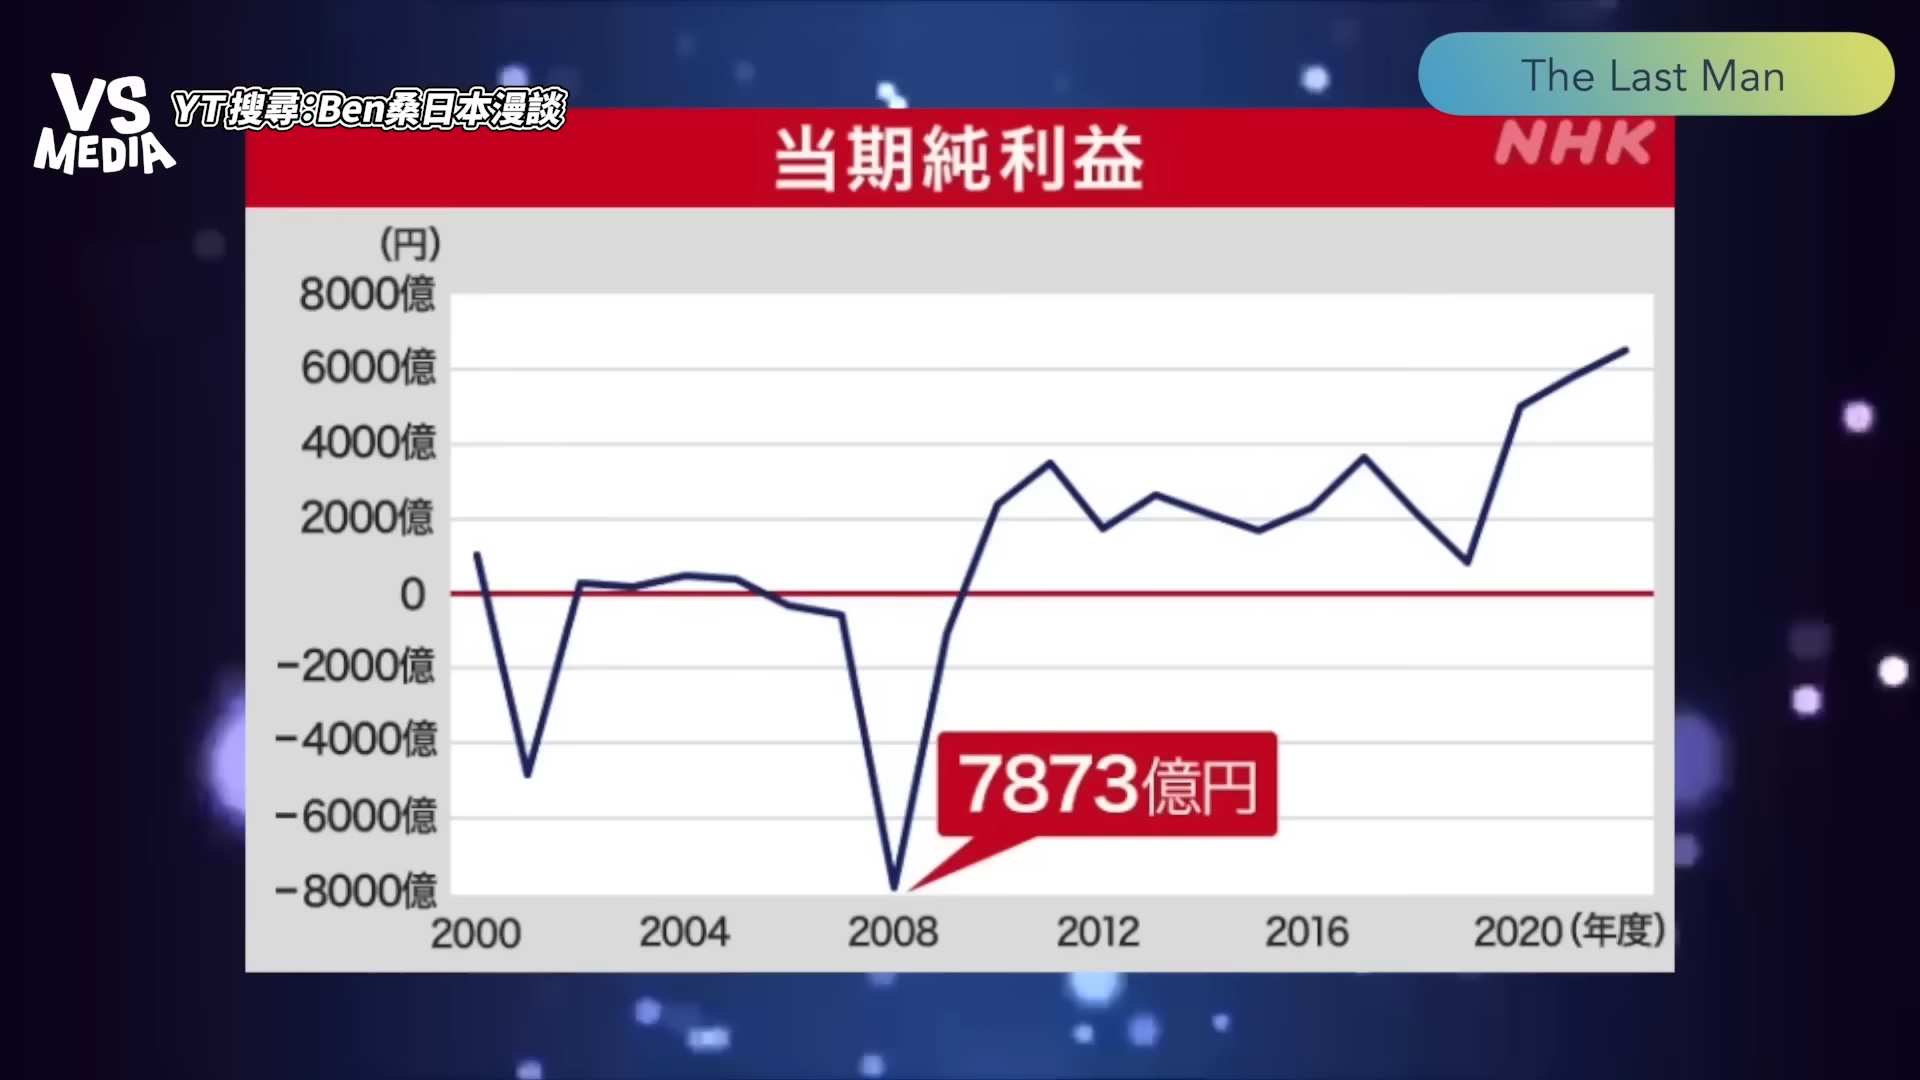 The Last Man
VS
MEDIA
YT搜尋:Ben桑日本漫談
当期純利益
NHK
(円)
8000億
6000億
4000億
2000億
0
-2000億
-4000億
-6000億
-8000億
7873億円
2000 2004 2008 2012 2016 2020(年度)